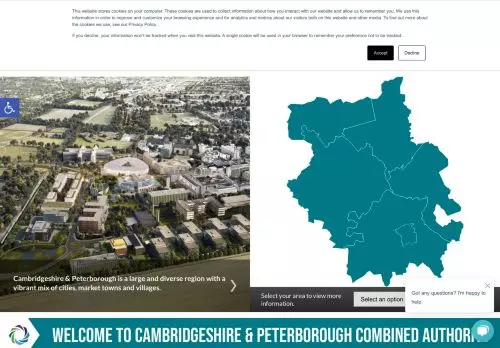 This website stores cookies on your computer. These cookies are used to collect information about how you interact with our website and allow us to remember you. We use this
information in order to improve and customize your browsing experience and for analytics and metrics about our visitors both on this website and other media. To find out more
about the cookies we use, see our Privacy Policy.
If you decline, your information won't be tracked when you visit this website. A single cookie will be used in your browser to remember your preference not to be tracked.
Accept
Decline
Cambridgeshire & Peterborough is a large and diverse region with a
vibrant mix of cities, market towns and villages.
Select your area to view more
information.
Select an option
Got any questions? I'm happy to
help.
WELCOME TO CAMBRIDGESHIRE & PETERBOROUGH COMBINED AUTHORI